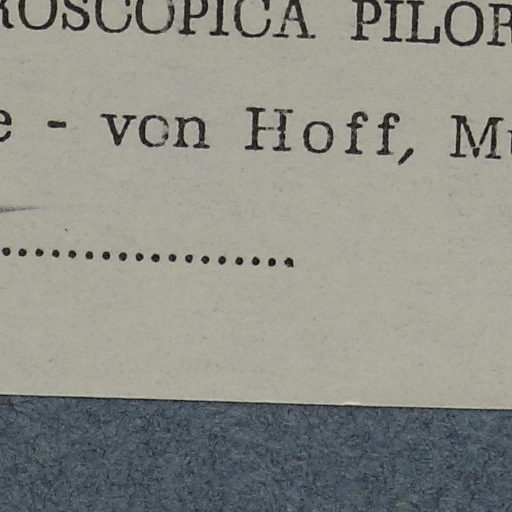 ROSCOPICA PILOR
e - von Hoff, Mu
....................